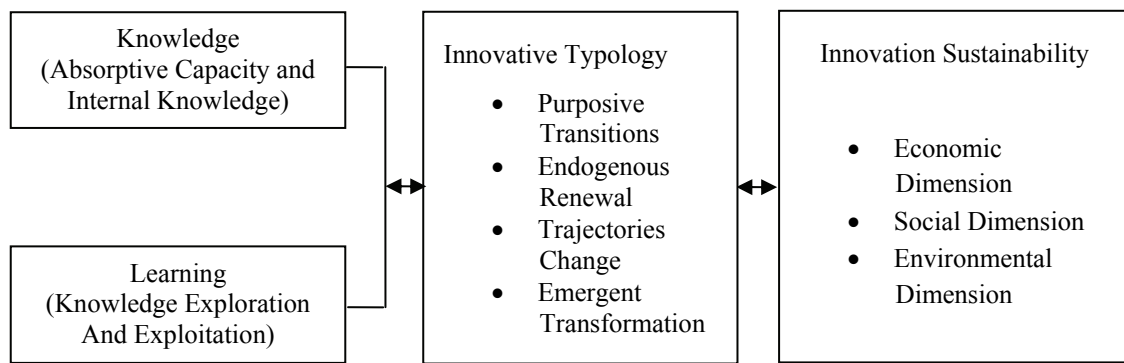 Knowledge
(Absorptive Capacity and
Internal Knowledge)
Learning
(Knowledge Exploration
And Exploitation)
Innovative Typology
• Purposive
Transitions
• Endogenous
Renewal
• Trajectories
Change
• Emergent
Transformation
Innovation Sustainability
• Economic
Dimension
• Social Dimension
• Environmental
Dimension